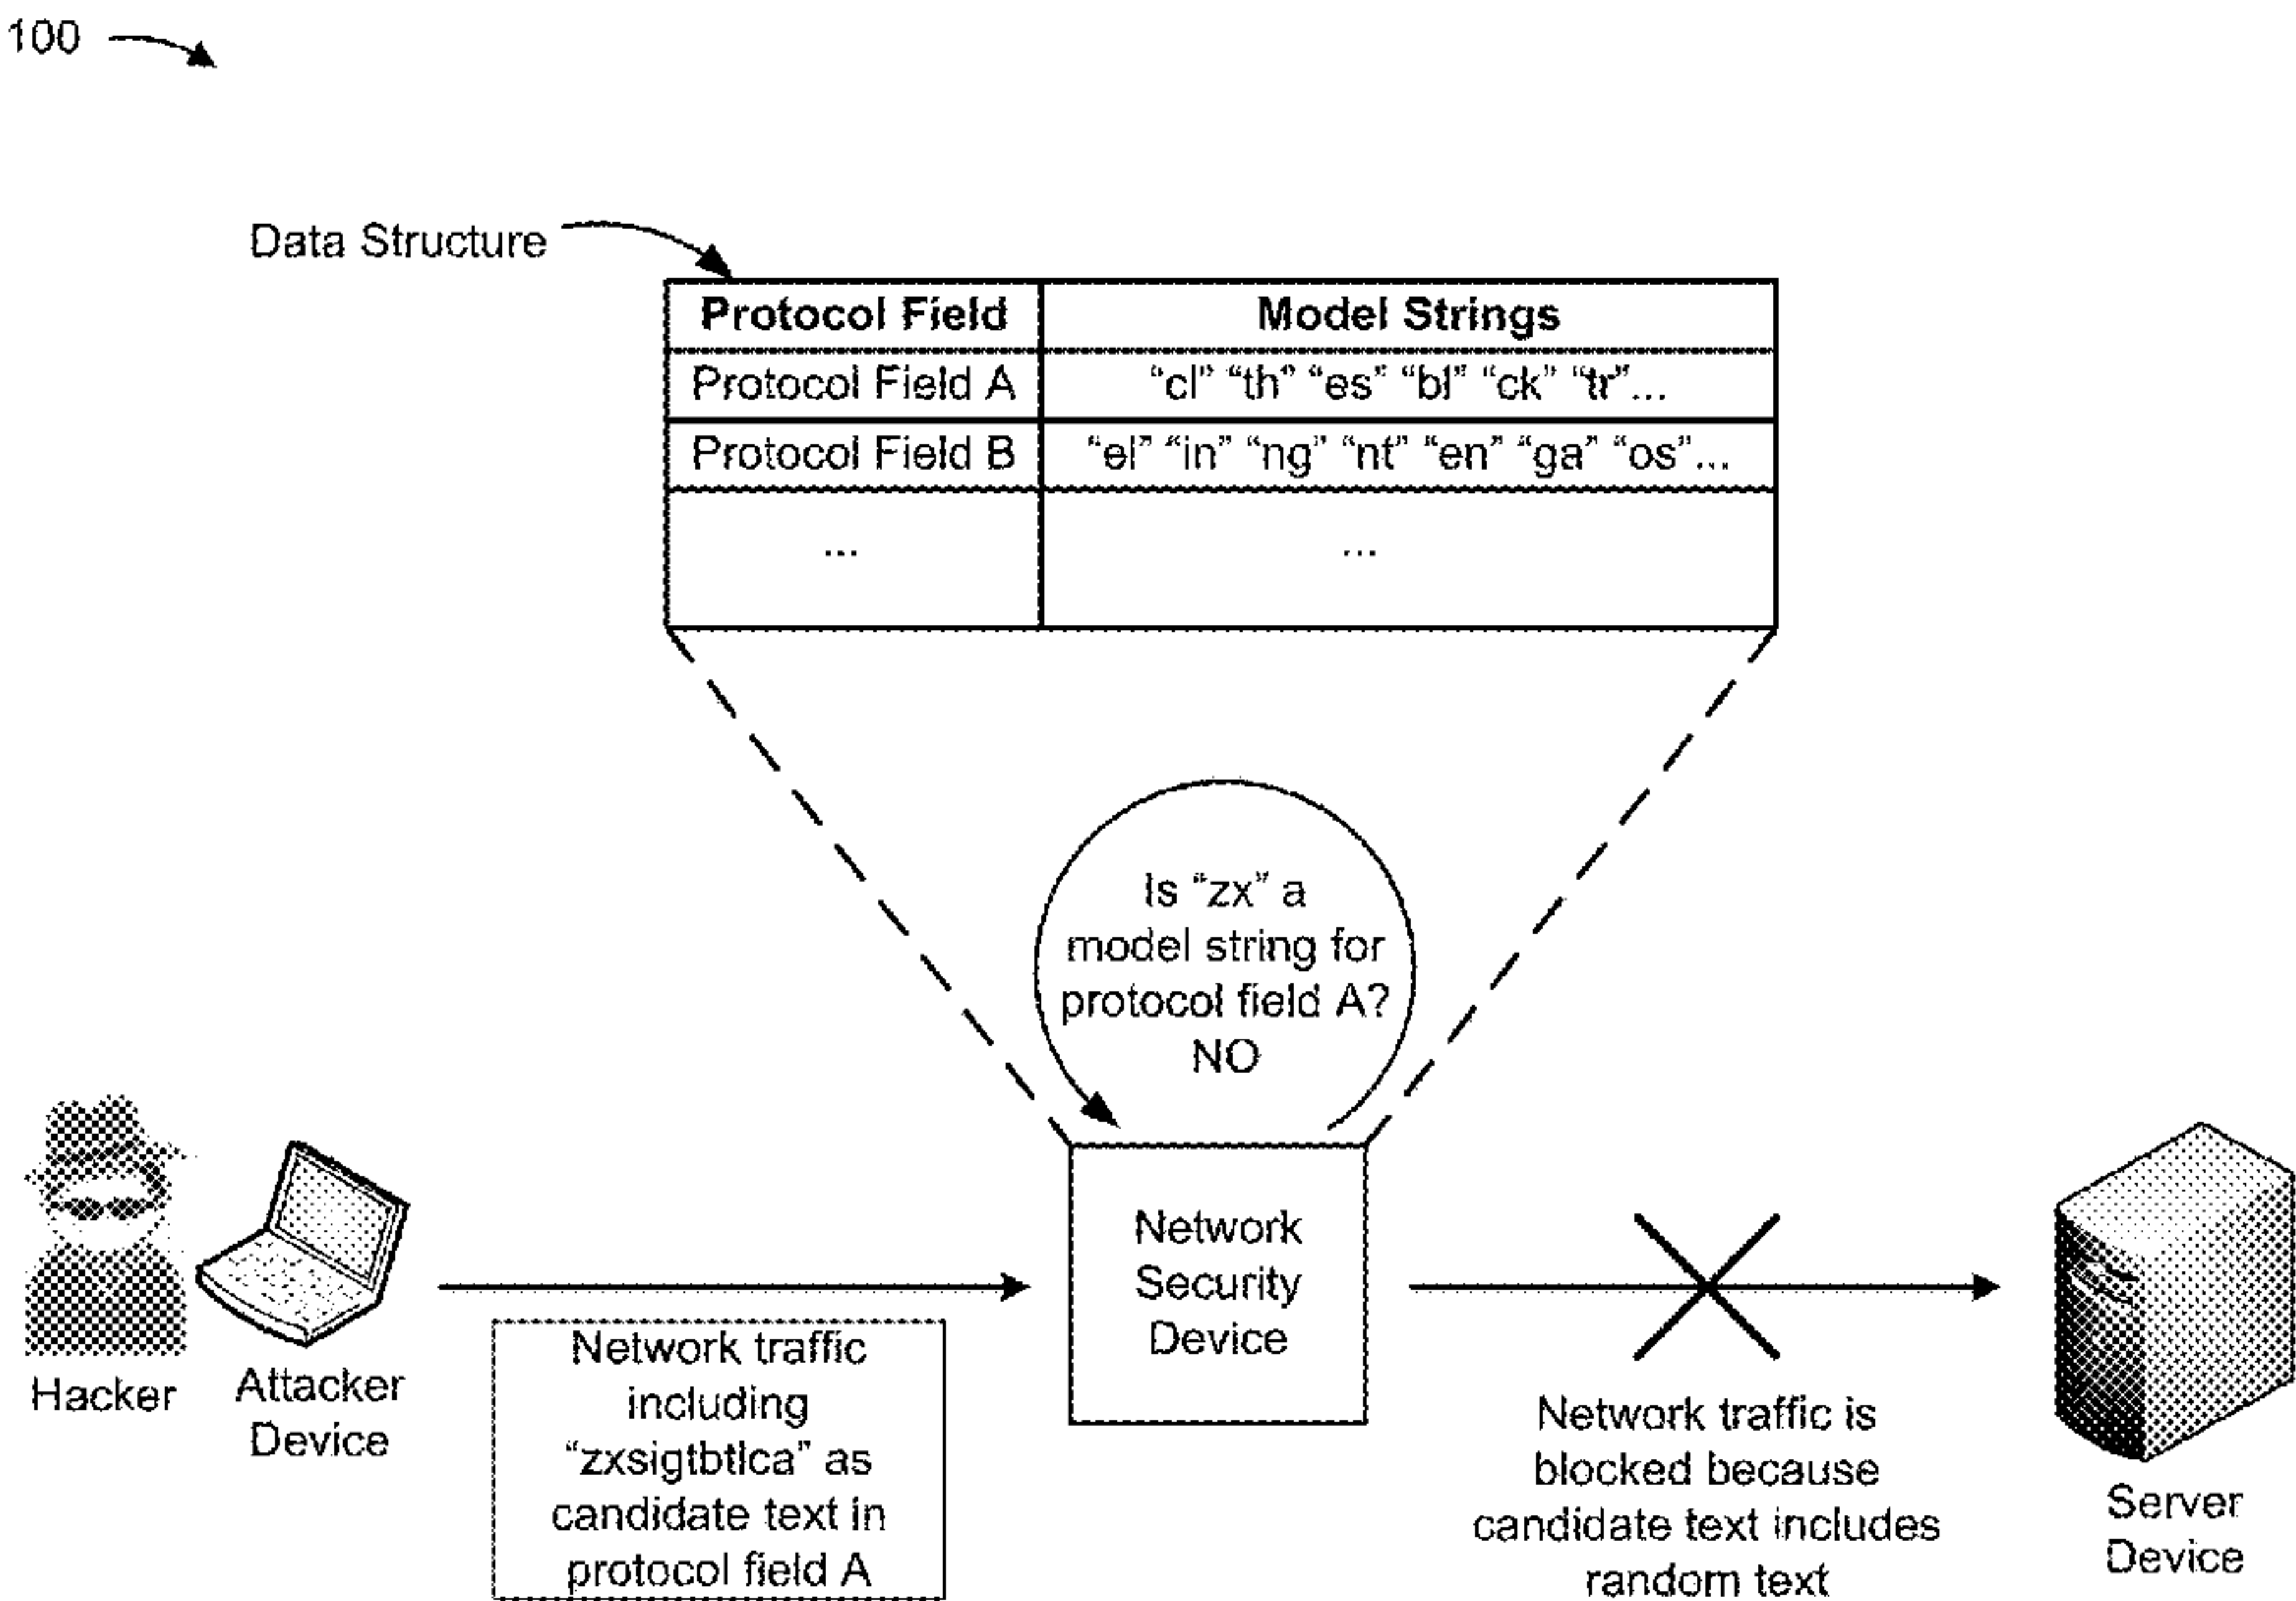 100
Data Structure
Protocol Field Model Strings
Protocol Field A “cl” “th” “es” “bl” “ck” “tr”...
Protocol Field B “el” “in” “ng” “nt” “en” “ga” “os”...
... ...
Is “zx” a
model string for
protocol field A?
NO
Hacker
Attacker
Device
Network traffic
including
“zxsigtbtlca” as
candidate text in
protocol field A
Network
Security
Device
Network traffic is
blocked because
candidate text includes
random text
Server
Device